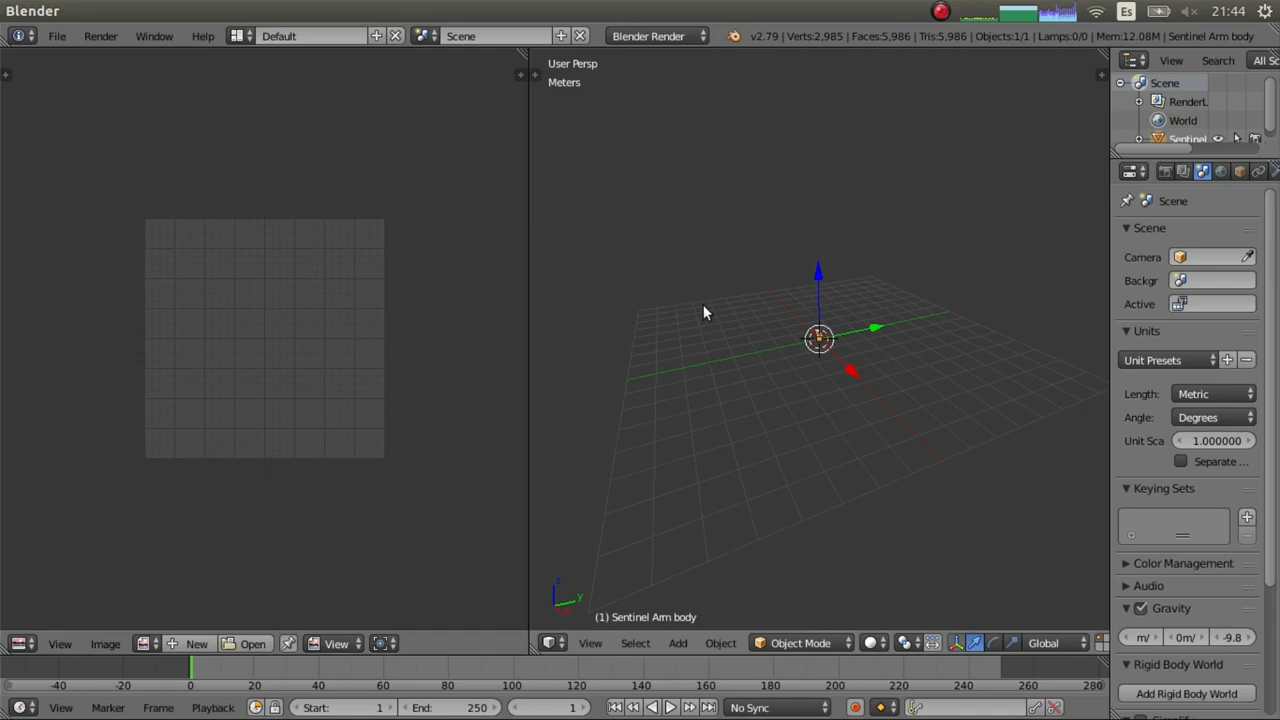 Blender
Es
21:44
File Render Window Help Default Scene Blender Render v2.79 | Verts:2,985 | Faces:5,986 | Tris:5,986 | Objects:1/1 | Lamps:0/0 | Mem:12.08M | Sentinel Arm body
User Persp
Meters
View Search All Sc
Scene
RenderL
World
Sentinel
Scene
Scene
Camera
Backgr
Active
Units
Unit Presets
Length: Metric
Angle: Degrees
Unit Sca 1.000000
Separate ...
Keying Sets
Color Management
Audio
Gravity
m/ 0m/ -9.8
Rigid Body World
Add Rigid Body World
z
y
(1) Sentinel Arm body
View Image New Open View
View Select Add Object Object Mode Global
-40 -20 0 20 40 60 80 100 120 140 160 180 200 220 240 260 280
View Marker Frame Playback Start: 1 End: 250 1 No Sync